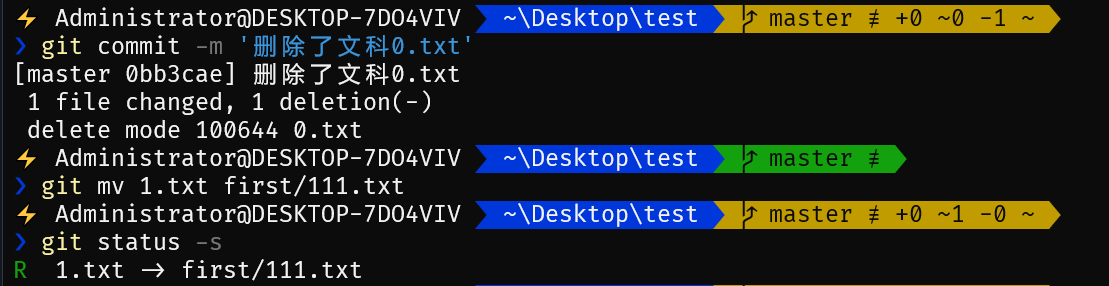 ⚡ Administrator@DESKTOP-7DO4VIV ~\Desktop\test master ≢ +0 ~0 -1 ~
❯ git commit -m '删除了文科0.txt'
[master 0bb3cae] 删除了文科0.txt
1 file changed, 1 deletion(-)
delete mode 100644 0.txt
⚡ Administrator@DESKTOP-7DO4VIV ~\Desktop\test master ≢
❯ git mv 1.txt first/111.txt
⚡ Administrator@DESKTOP-7DO4VIV ~\Desktop\test master ≢ +0 ~1 -0 ~
❯ git status -s
R 1.txt -> first/111.txt